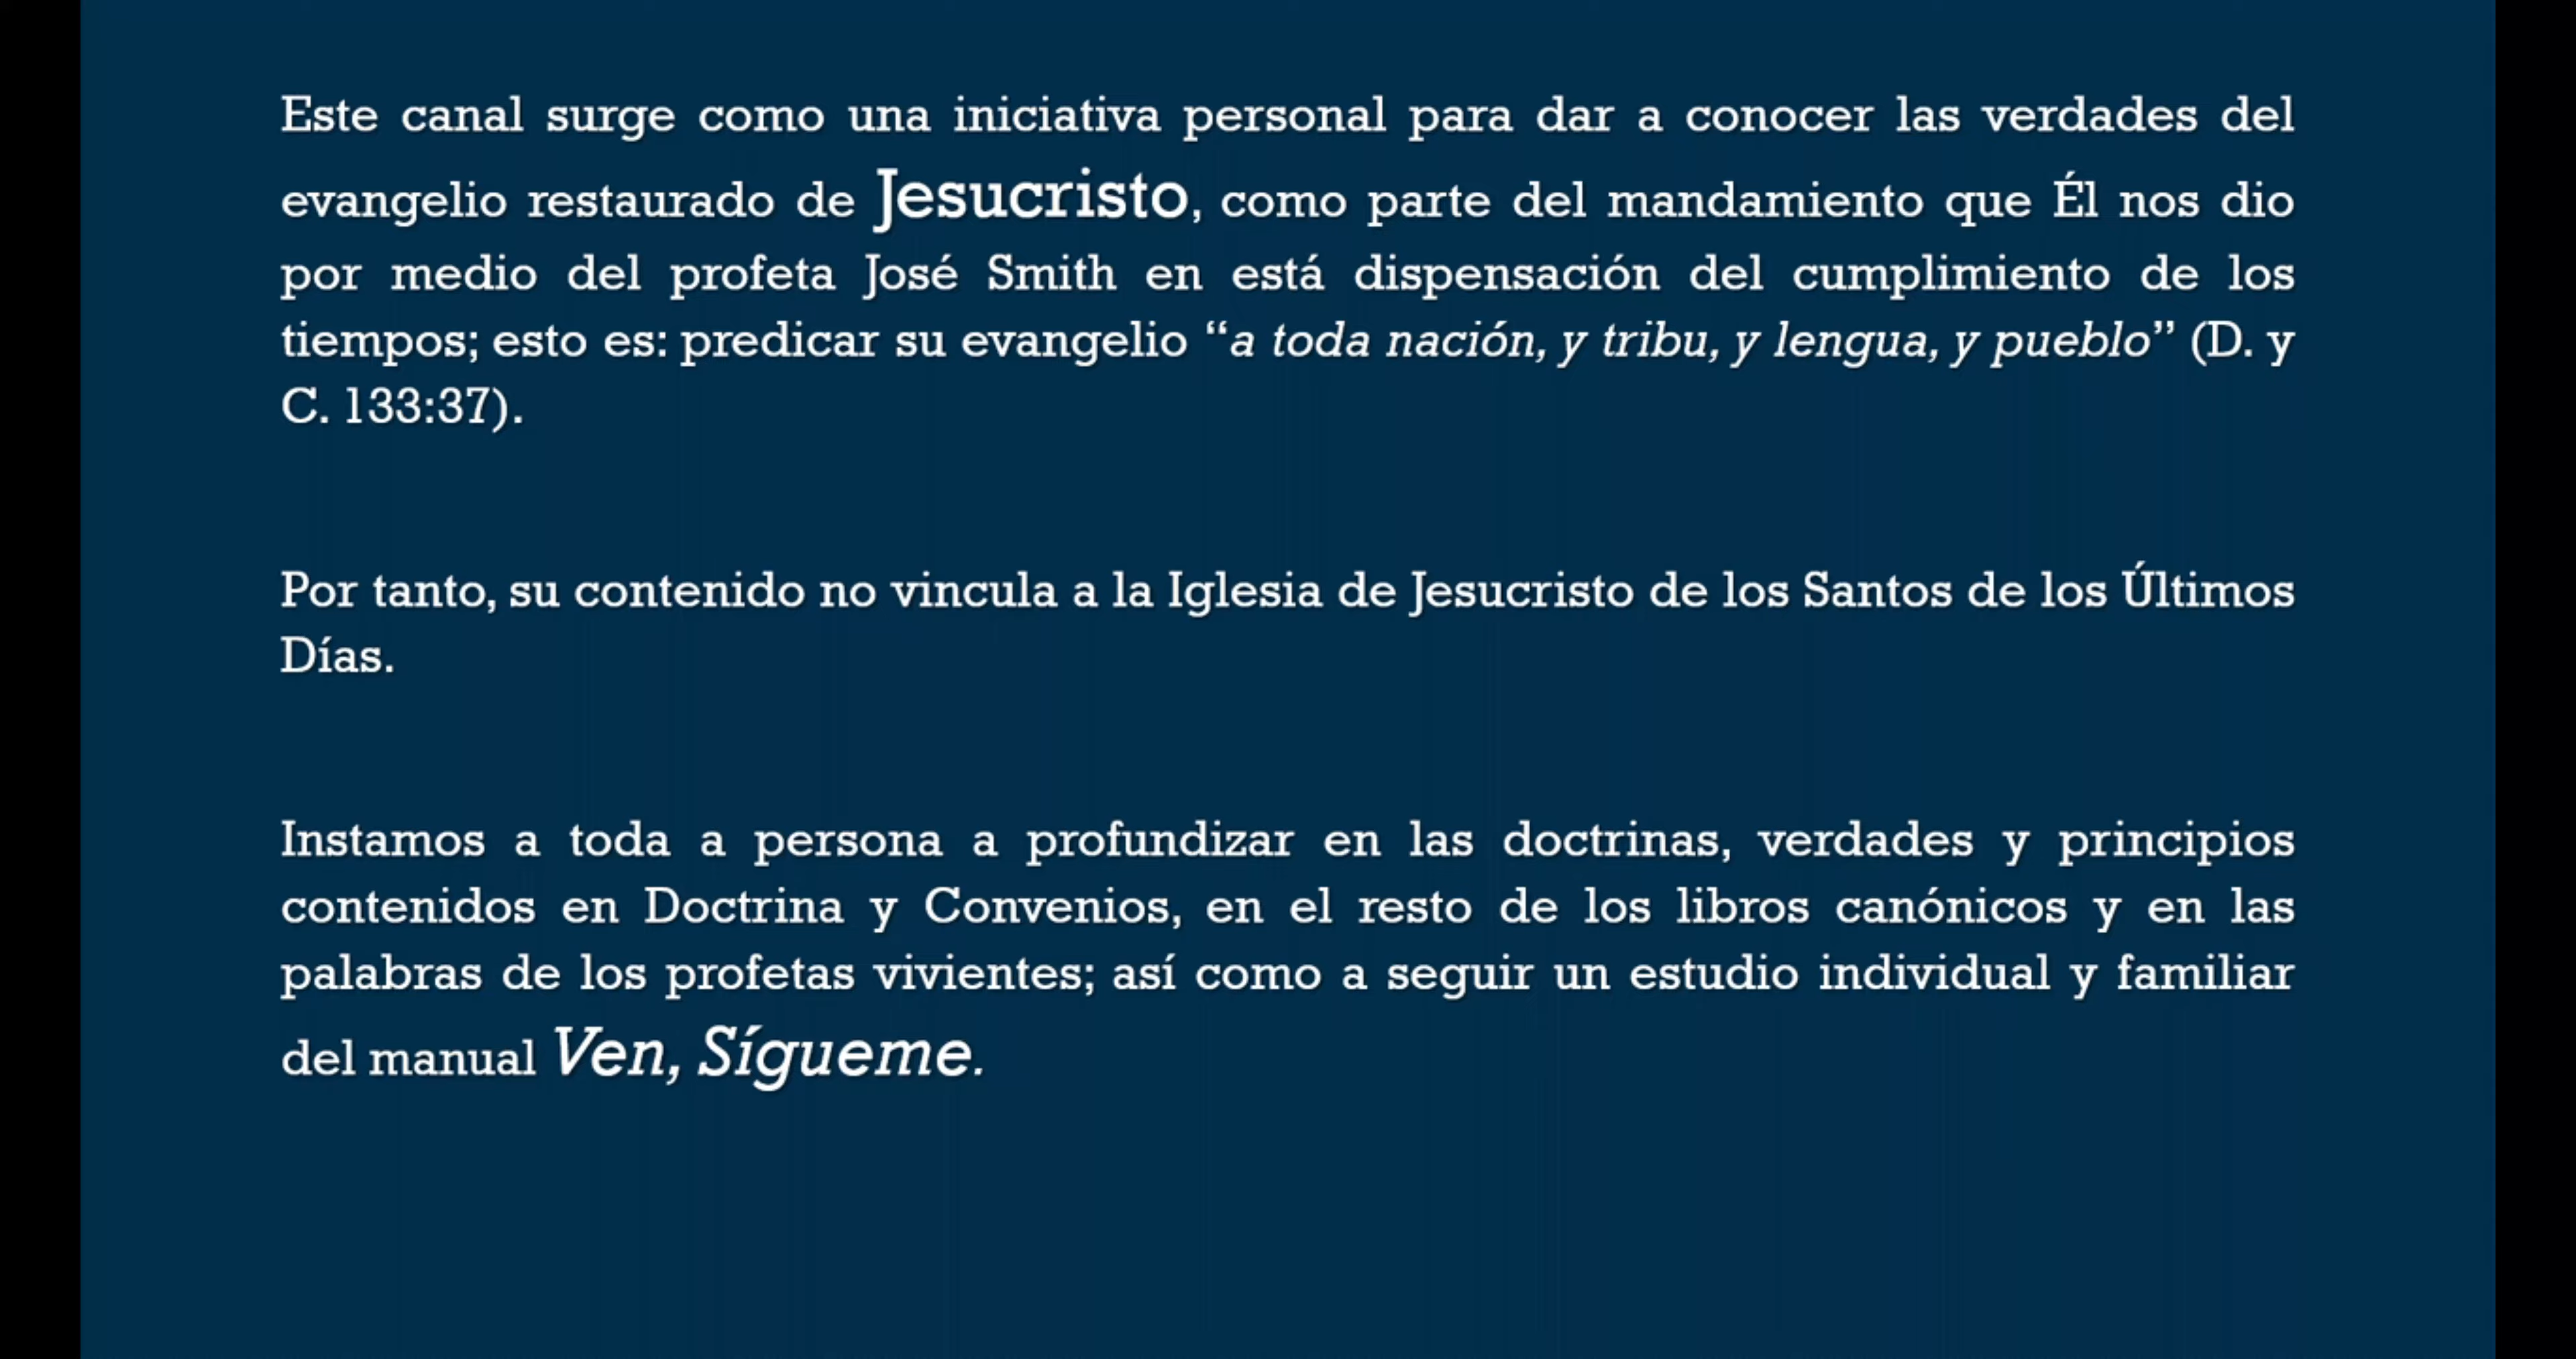 Este canal surge como una iniciativa personal para dar a conocer las verdades del
evangelio restaurado de Jesucristo, como parte del mandamiento que Él nos dio
por medio del profeta José Smith en está dispensación del cumplimiento de los
tiempos; esto es: predicar su evangelio “a toda nación, y tribu, y lengua, y pueblo” (D. y
C. 133:37).
Por tanto, su contenido no vincula a la Iglesia de Jesucristo de los Santos de los Últimos
Días.
Instamos a toda a persona a profundizar en las doctrinas, verdades y principios
contenidos en Doctrina y Convenios, en el resto de los libros canónicos y en las
palabras de los profetas vivientes; así como a seguir un estudio individual y familiar
del manual Ven, Sígueme.